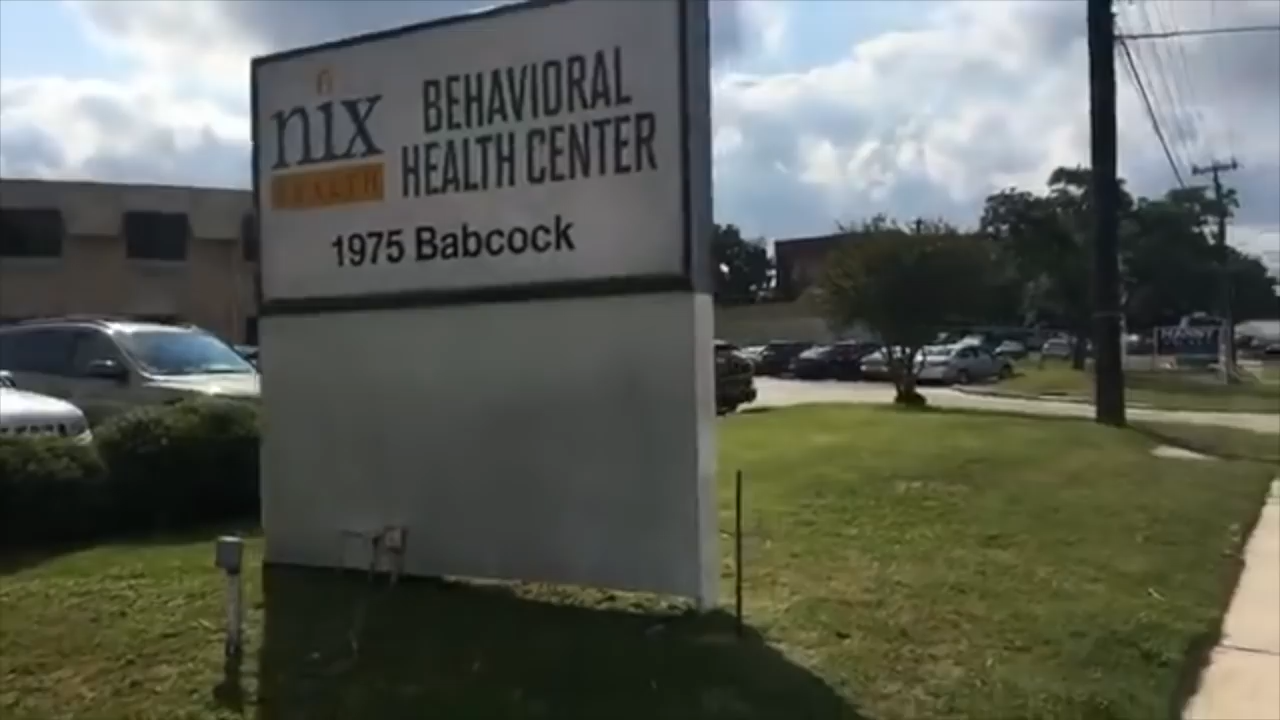 nix
HEALTH
BEHAVIORAL
HEALTH CENTER
1975 Babcock